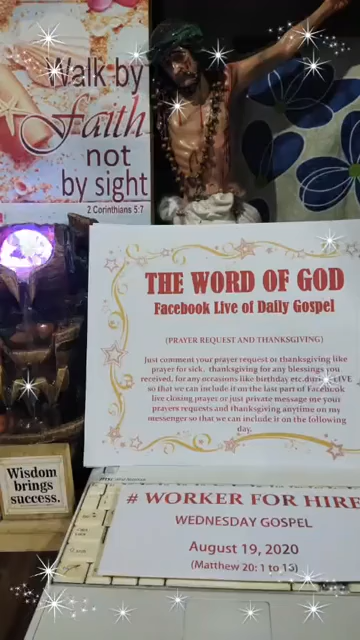 Walk by
Faith
not
by sight
2 Corinthians 5:7
THE WORD OF GOD
Facebook Live of Daily Gospel
(PRAYER REQUEST AND THANKSGIVING)
Just comment your prayer request or thanksgiving like
prayer for sick, thanksgiving for any blessings you
received, for any occasions like birthday etc. during LIVE
so that we can include it on the last part of Facebook
live closing prayer or just private message me your
prayers requests and thanksgiving anytime on my
messenger so that we can include it on the following
day.
Wisdom
brings
success.
# WORKER FOR HIRE
WEDNESDAY GOSPEL
August 19, 2020
(Matthew 20: 1 to 16)